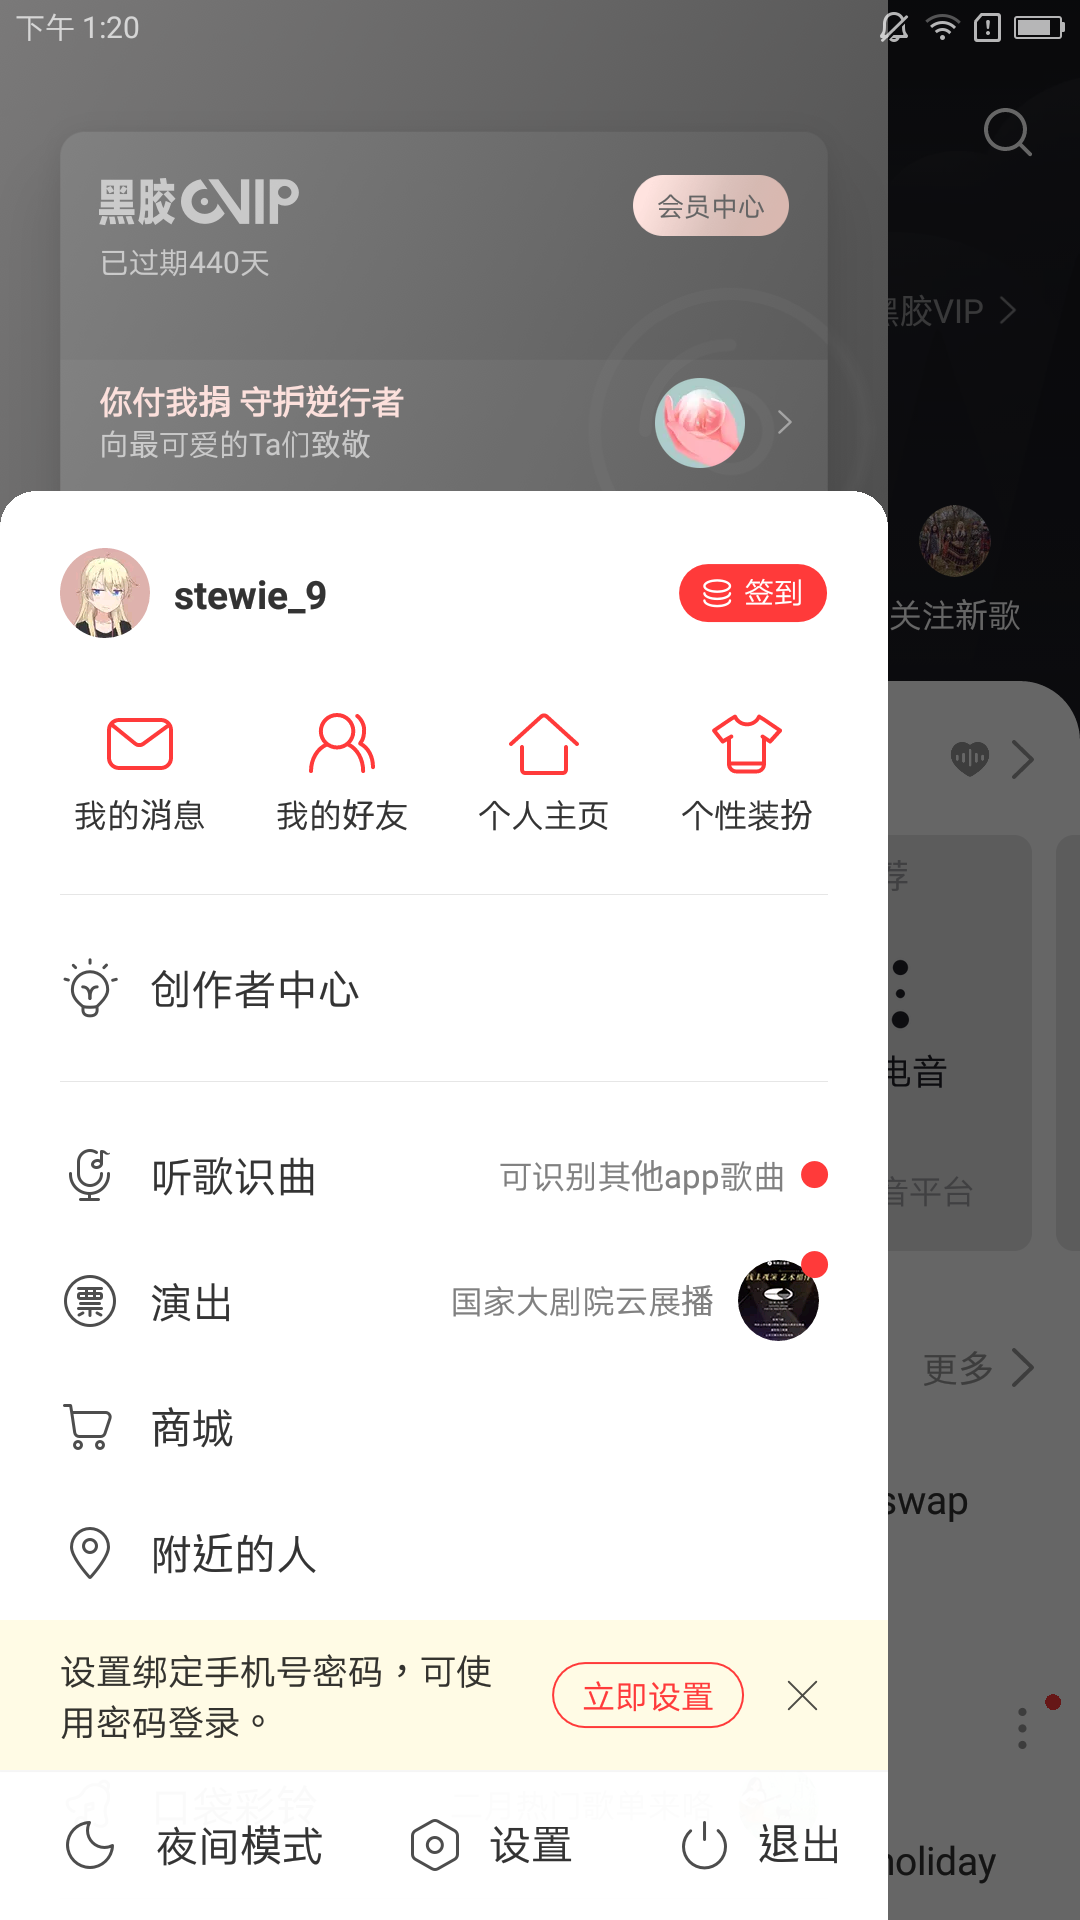 下午 1:20
黑胶VIP
会员中心
已过期440天
黑胶VIP
你付我捐 守护逆行者
向最可爱的Ta们致敬
stewie_9
签到
关注新歌
我的消息
我的好友
个人主页
个性装扮
荐
创作者中心
电音
听歌识曲
可识别其他app歌曲
音平台
票
演出
国家大剧院云展播
更多
商城
swap
附近的人
设置绑定手机号密码，可使
用密码登录。
立即设置
口袋彩铃
夜间模式
设置
退出
holiday